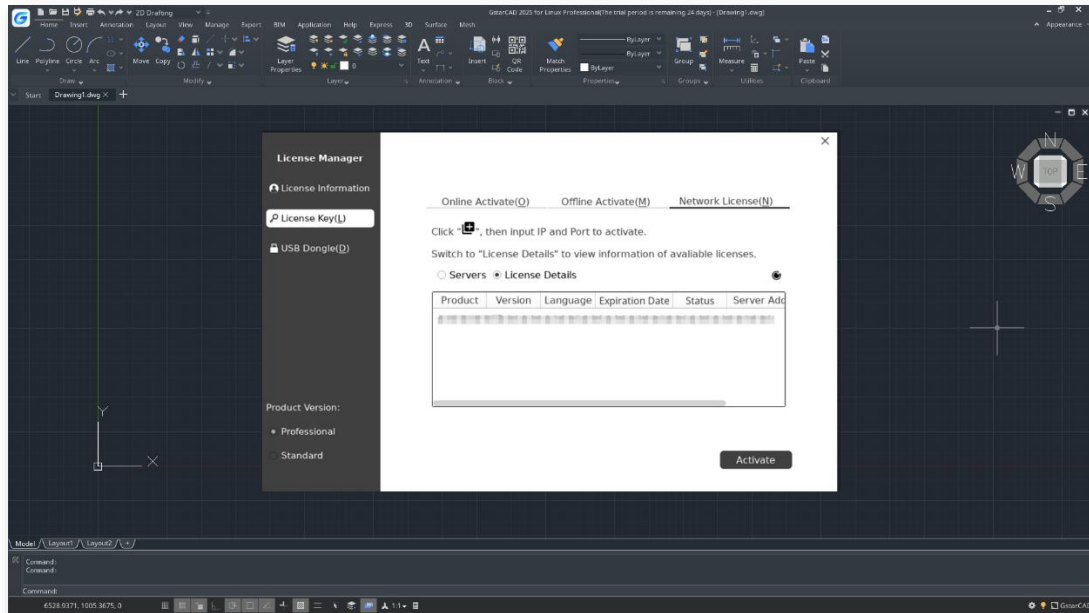 2D Drafting
GstarCAD 2025 for Linux Professional(The trial period is remaining 24 days) - [Drawing1.dwg]
Home Insert Annotation Layout View Manage Export BIM Application Help Express 3D Surface Mesh
Appearance
Line Polyline Circle Arc
Move Copy
Layer Properties
0
Text
Insert
QR Code
Match Properties
ByLayer
ByLayer
ByLayer
Group
Measure
Paste
Draw
Modify
Layer
Annotation
Block
Properties
Groups
Utilities
Clipboard
Start Drawing1.dwg
N
W TOP E
S
License Manager
License Information
License Key(L)
USB Dongle(D)
Product Version:
Professional
Standard
Online Activate(O) Offline Activate(M) Network License(N)
Click "", then input IP and Port to activate.
Switch to "License Details" to view information of avaliable licenses.
Servers License Details
Product Version Language Expiration Date Status Server Add
Activate
Y
X
Model Layout1 Layout2 +
Command:
Command:
Command:
6528.9371, 1005.3675, 0
1:1
GstarCAD